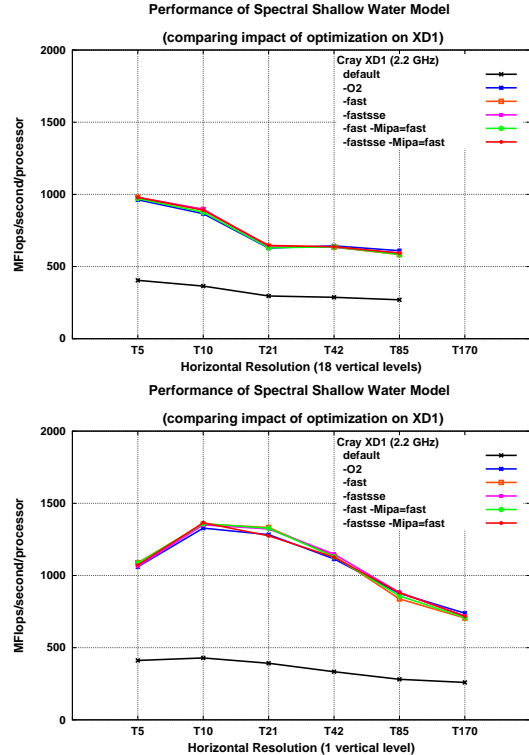 Performance of Spectral Shallow Water Model
(comparing impact of optimization on XD1)
Cray XD1 (2.2 GHz)
default
-O2
-fast
-fastsse
-fast -Mipa=fast
-fastsse -Mipa=fast
MFlops/second/processor
2000
1500
1000
500
0
T5 T10 T21 T42 T85 T170
Horizontal Resolution (18 vertical levels)
Performance of Spectral Shallow Water Model
(comparing impact of optimization on XD1)
Cray XD1 (2.2 GHz)
default
-O2
-fast
-fastsse
-fast -Mipa=fast
-fastsse -Mipa=fast
MFlops/second/processor
2000
1500
1000
500
0
T5 T10 T21 T42 T85 T170
Horizontal Resolution (1 vertical level)